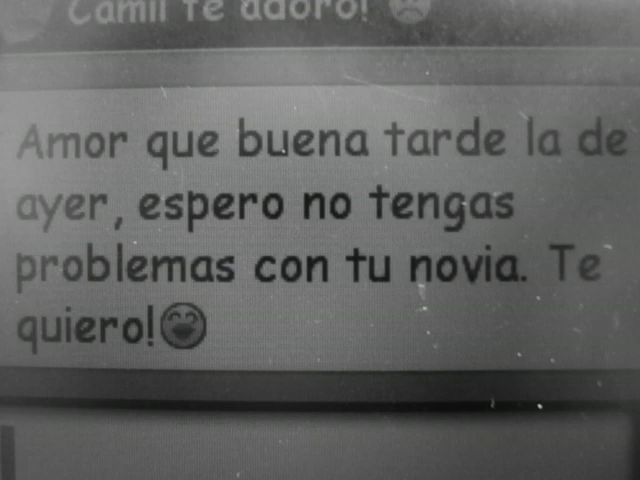 Camil te adoro!
Amor que buena tarde la de
ayer, espero no tengas
problemas con tu novia. Te
quiero!